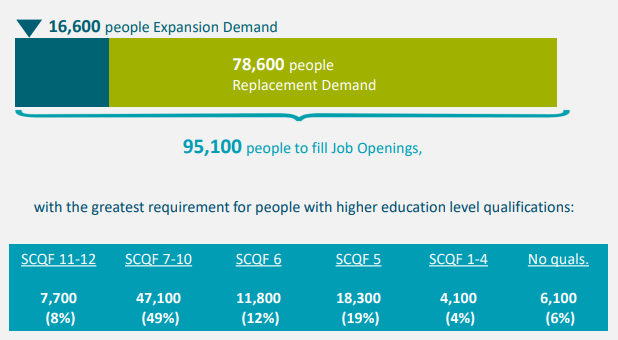 16,600 people Expansion Demand
78,600 people
Replacement Demand
95,100 people to fill Job Openings,
with the greatest requirement for people with higher education level qualifications:
SCQF 11-12 SCQF 7-10 SCQF 6 SCQF 5 SCQF 1-4 No quals.
7,700 47,100 11,800 18,300 4,100 6,100
(8%) (49%) (12%) (19%) (4%) (6%)